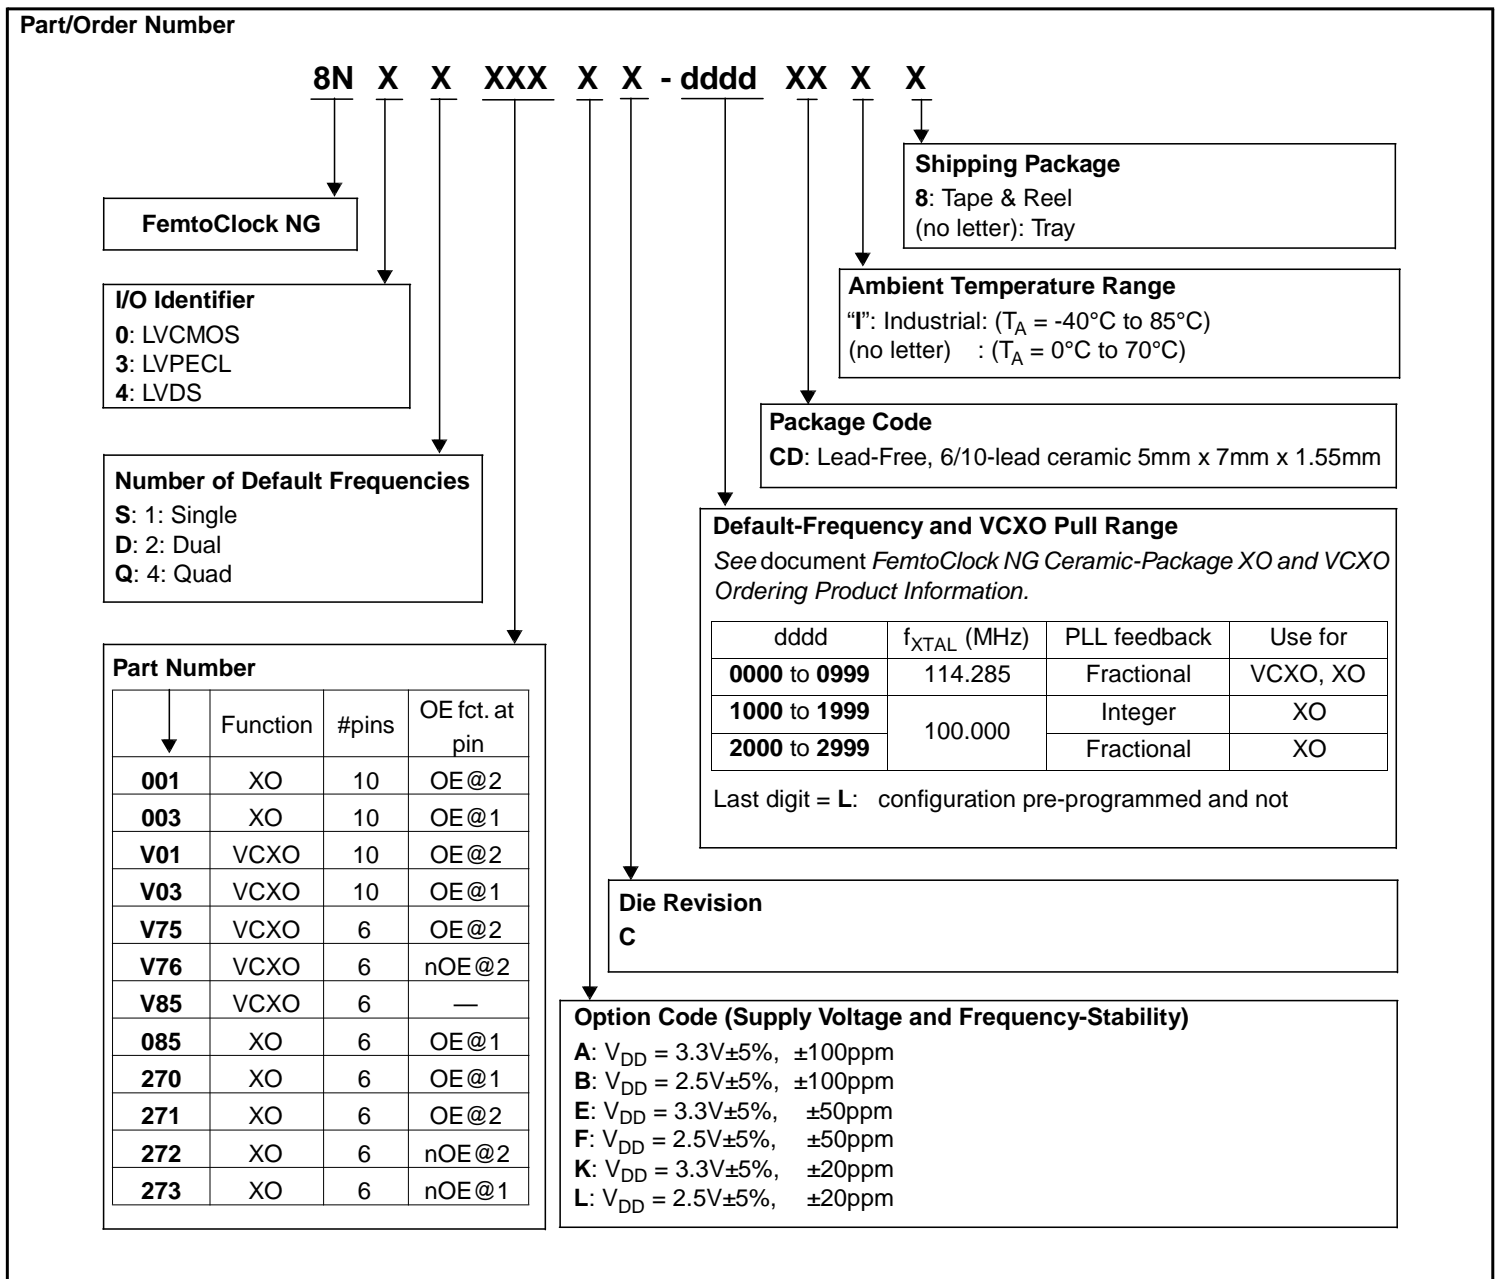 Part/Order Number
8N X X XXX X X - dddd XX X X
Shipping Package
8: Tape & Reel
(no letter): Tray
FemtoClock NG
Ambient Temperature Range
“I”: Industrial: (TA = -40°C to 85°C)
(no letter) : (TA = 0°C to 70°C)
I/O Identifier
0: LVCMOS
3: LVPECL
4: LVDS
Package Code
CD: Lead-Free, 6/10-lead ceramic 5mm x 7mm x 1.55mm
Number of Default Frequencies
S: 1: Single
D: 2: Dual
Q: 4: Quad
Default-Frequency and VCXO Pull Range
See document FemtoClock NG Ceramic-Package XO and VCXO
Ordering Product Information.
dddd fXTAL (MHz) PLL feedback Use for
0000 to 0999 114.285 Fractional VCXO, XO
1000 to 1999 100.000 Integer XO
2000 to 2999 Fractional XO
Last digit = L: configuration pre-programmed and not
Part Number
Function #pins OE fct. at
pin
001 XO 10 OE@2
003 XO 10 OE@1
V01 VCXO 10 OE@2
V03 VCXO 10 OE@1
V75 VCXO 6 OE@2
V76 VCXO 6 nOE@2
V85 VCXO 6 —
085 XO 6 OE@1
270 XO 6 OE@1
271 XO 6 OE@2
272 XO 6 nOE@2
273 XO 6 nOE@1
Die Revision
C
Option Code (Supply Voltage and Frequency-Stability)
A: VDD = 3.3V±5%, ±100ppm
B: VDD = 2.5V±5%, ±100ppm
E: VDD = 3.3V±5%, ±50ppm
F: VDD = 2.5V±5%, ±50ppm
K: VDD = 3.3V±5%, ±20ppm
L: VDD = 2.5V±5%, ±20ppm